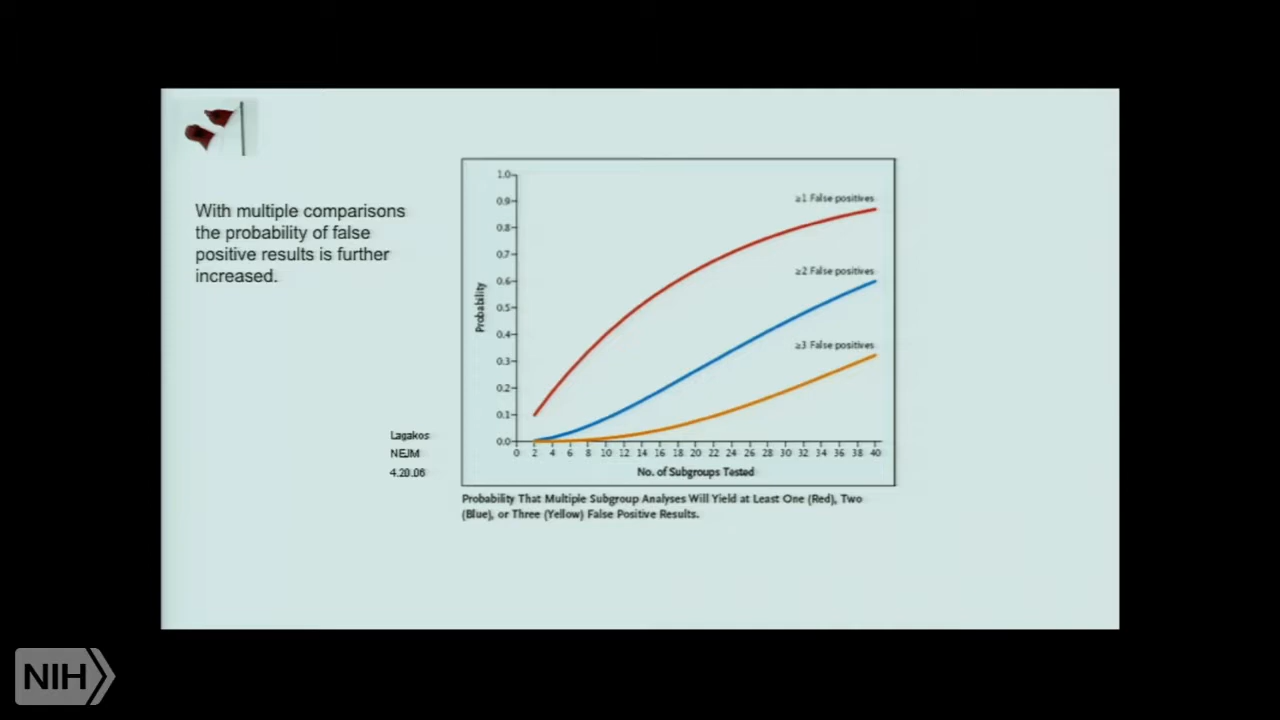 With multiple comparisons
the probability of false
positive results is further
increased.
Lagakos
NEJM
4.20.06
1.0
0.9
0.8
0.7
0.6
0.5
0.4
0.3
0.2
0.1
0.0
Probability
≥1 False positives
≥2 False positives
≥3 False positives
0 2 4 6 8 10 12 14 16 18 20 22 24 26 28 30 32 34 36 38 40
No. of Subgroups Tested
Probability That Multiple Subgroup Analyses Will Yield at Least One (Red), Two
(Blue), or Three (Yellow) False Positive Results.
NIH